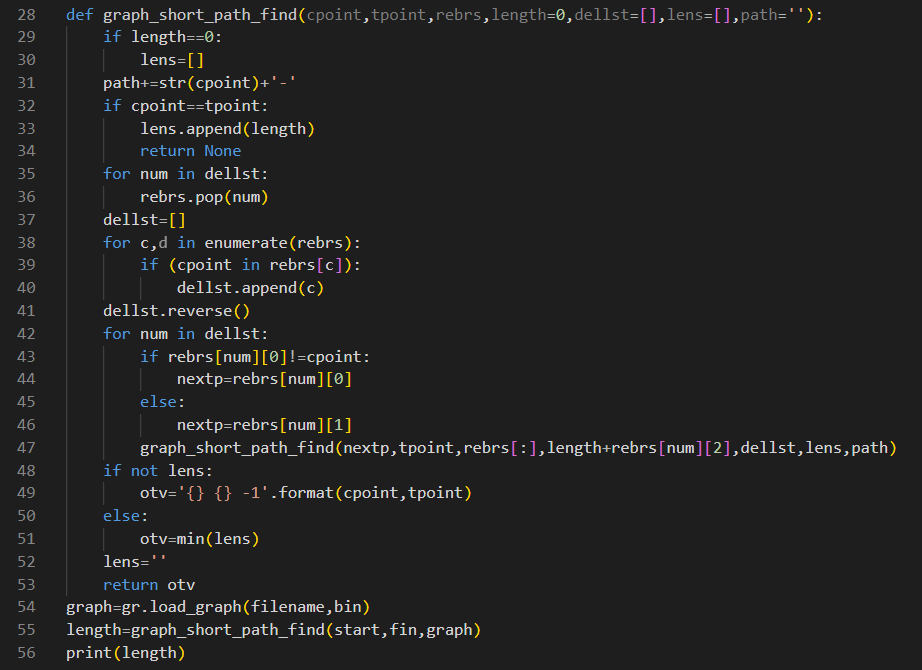 28 def graph_short_path_find(cpoint,tpoint,rebrs,length=0,dellst=[],lens=[],path=''):
29     if length==0:
30         lens=[]
31     path+=str(cpoint)+'-'
32     if cpoint==tpoint:
33         lens.append(length)
34         return None
35     for num in dellst:
36         rebrs.pop(num)
37     dellst=[]
38     for c,d in enumerate(rebrs):
39         if (cpoint in rebrs[c]):
40             dellst.append(c)
41     dellst.reverse()
42     for num in dellst:
43         if rebrs[num][0]!=cpoint:
44             nextp=rebrs[num][0]
45         else:
46             nextp=rebrs[num][1]
47         graph_short_path_find(nextp,tpoint,rebrs[:],length+rebrs[num][2],dellst,lens,path)
48     if not lens:
49         otv='{} {} -1'.format(cpoint,tpoint)
50     else:
51         otv=min(lens)
52     lens=''
53     return otv
54 graph=gr.load_graph(filename,bin)
55 length=graph_short_path_find(start,fin,graph)
56 print(length)